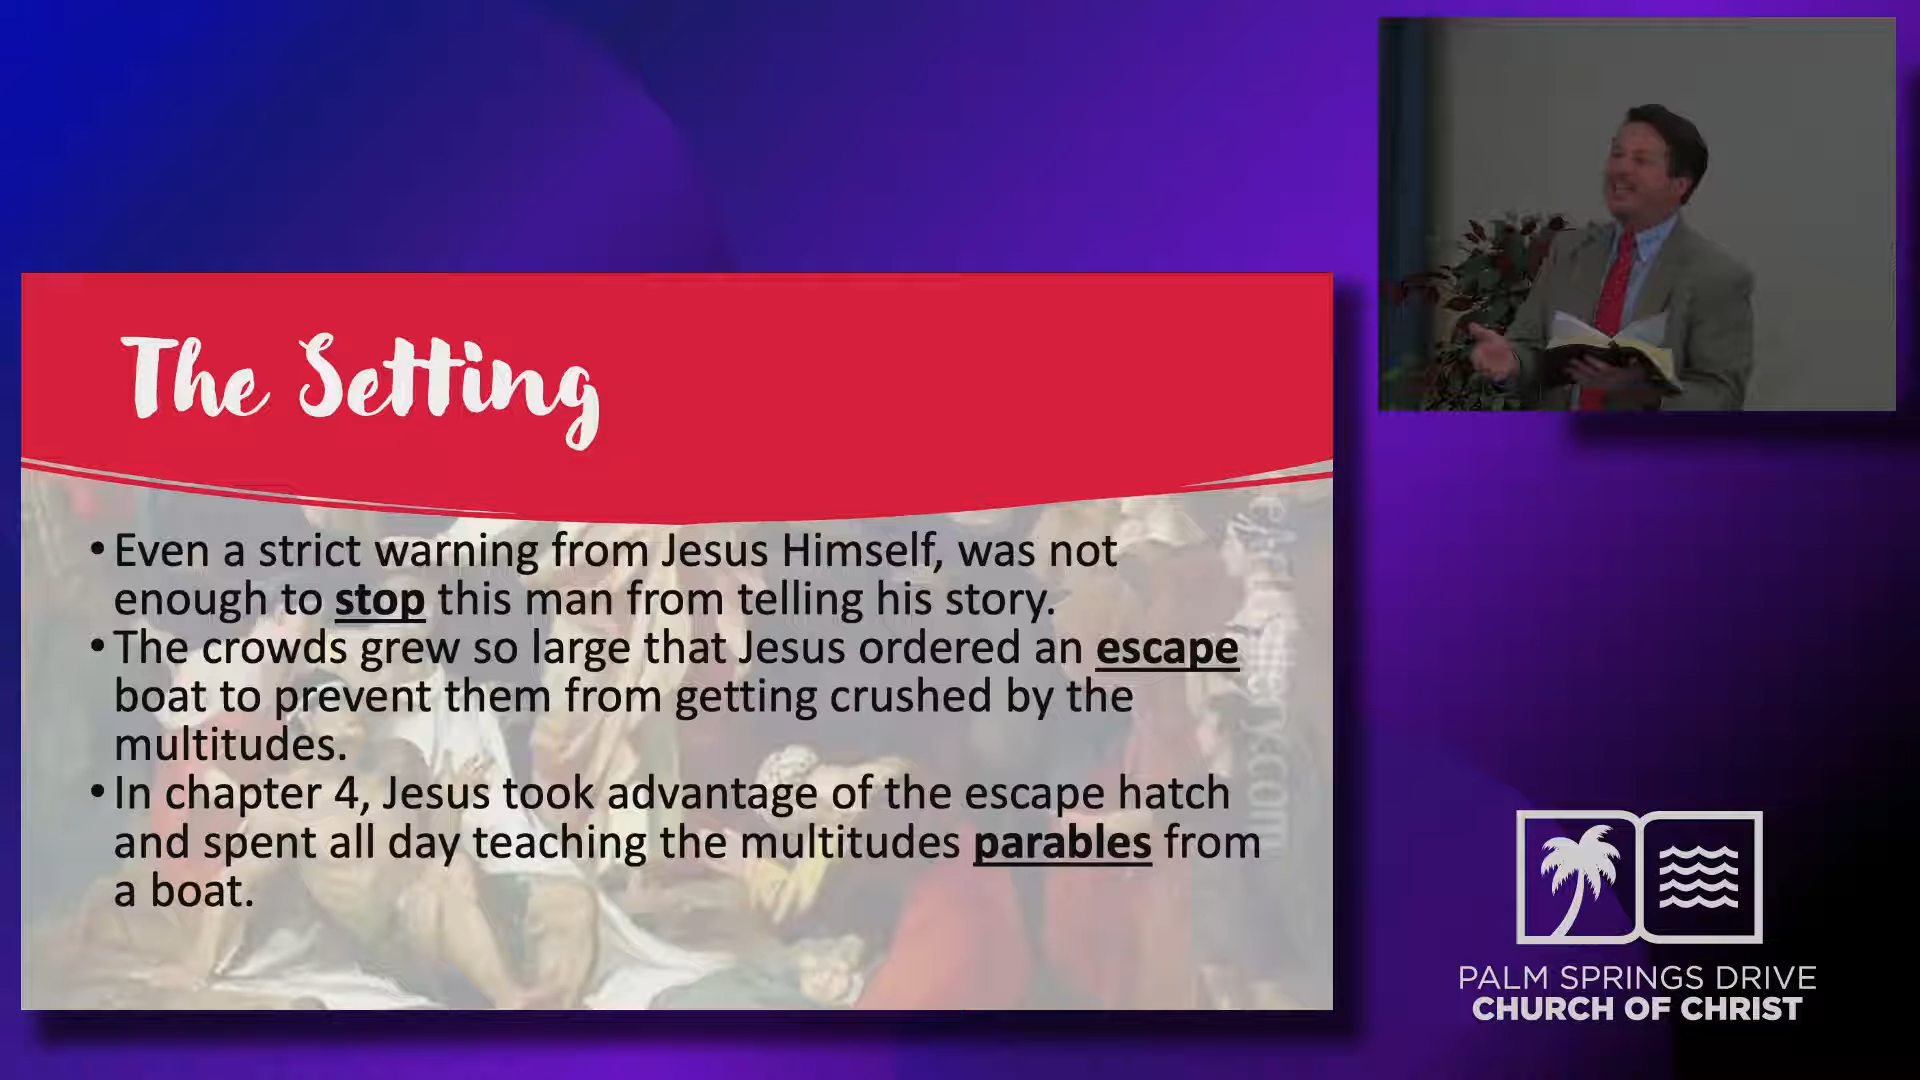 The Setting
• Even a strict warning from Jesus Himself, was not
enough to stop this man from telling his story.
• The crowds grew so large that Jesus ordered an escape
boat to prevent them from getting crushed by the
multitudes.
• In chapter 4, Jesus took advantage of the escape hatch
and spent all day teaching the multitudes parables from
a boat.
PALM SPRINGS DRIVE
CHURCH OF CHRIST